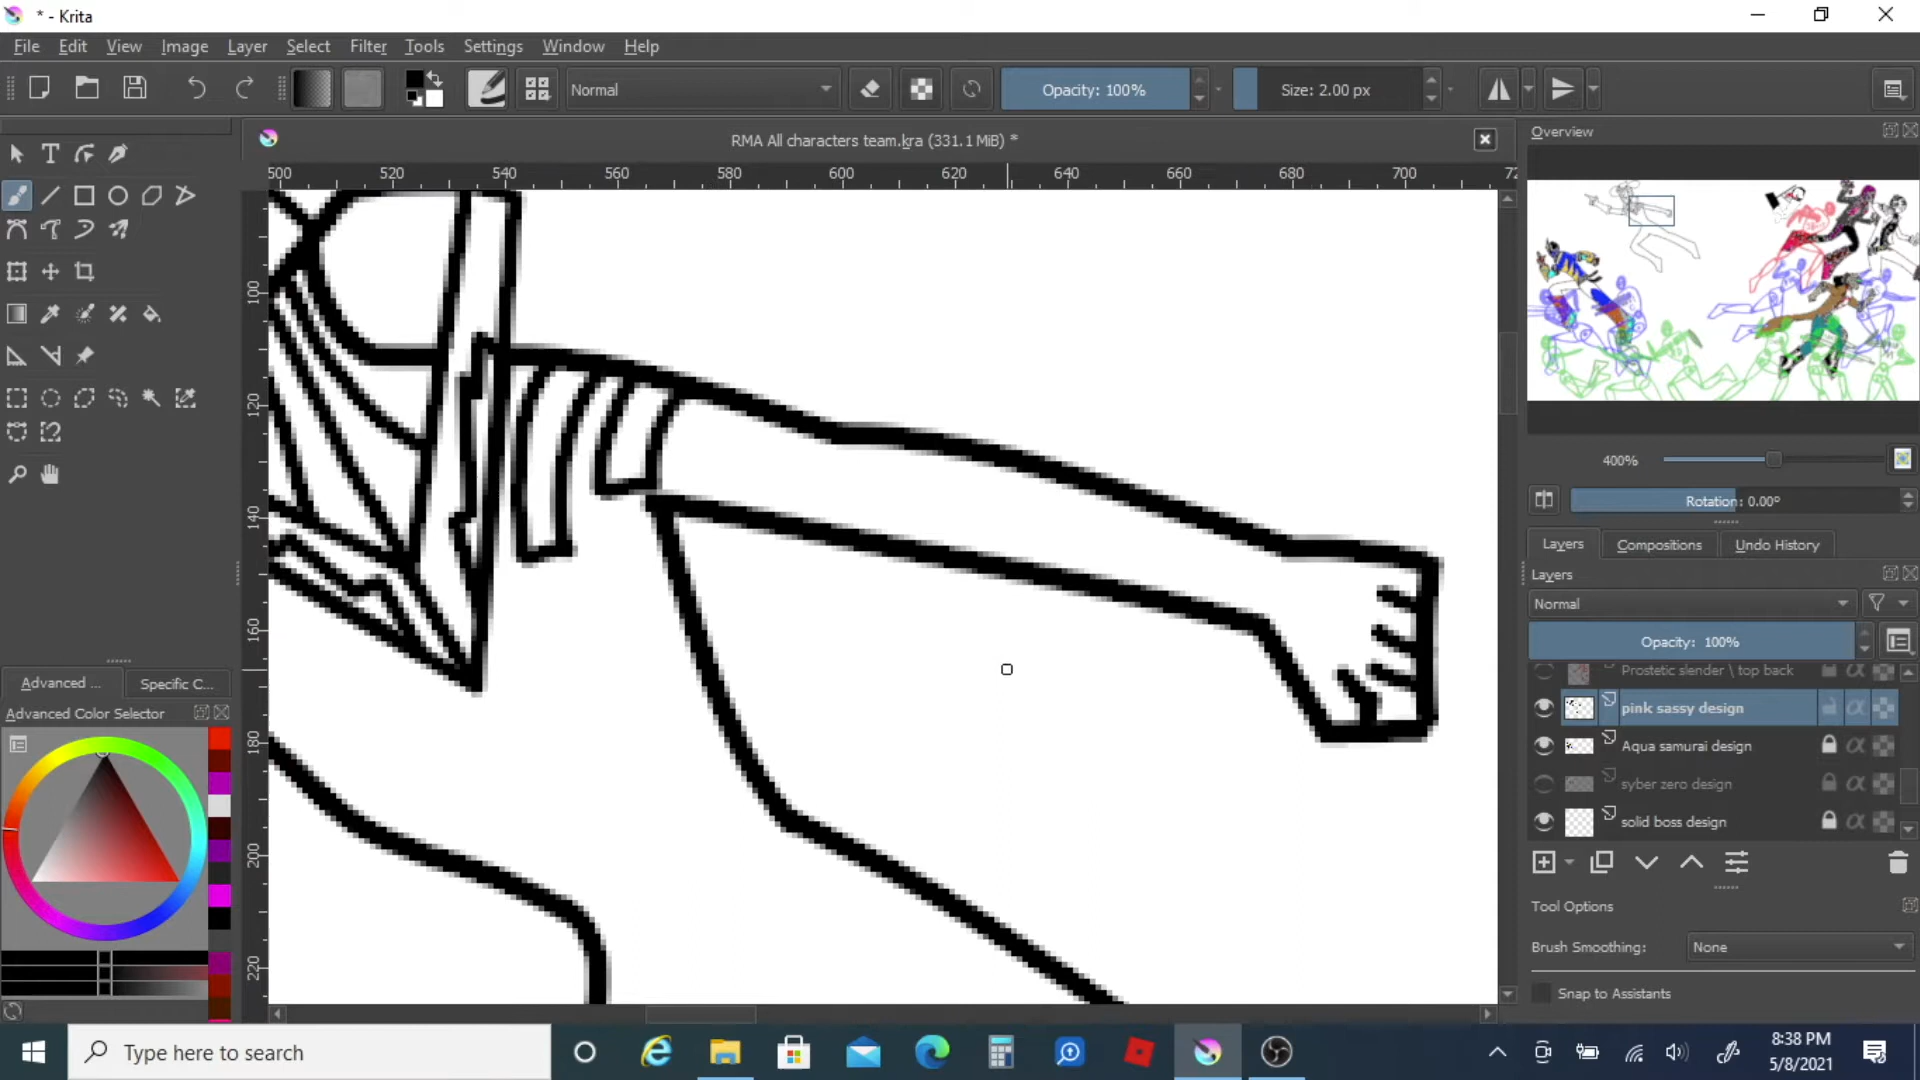 * - Krita
File Edit View Image Layer Select Filter Tools Settings Window Help
Normal Opacity: 100% Size: 2.00 px
RMA All characters team.kra (331.1 MiB) *
500 520 540 560 580 600 620 640 660 680 700 72
100
120
140
160
180
200
220
Advanced ... Specific C...
Advanced Color Selector
Overview
400%
Rotation: 0.00°
Layers Compositions Undo History
Layers
Normal
Opacity: 100%
Prostetic slender \ top back
pink sassy design
Aqua samurai design
syber zero design
solid boss design
Tool Options
Brush Smoothing: None
Snap to Assistants
Type here to search
8:38 PM
5/8/2021